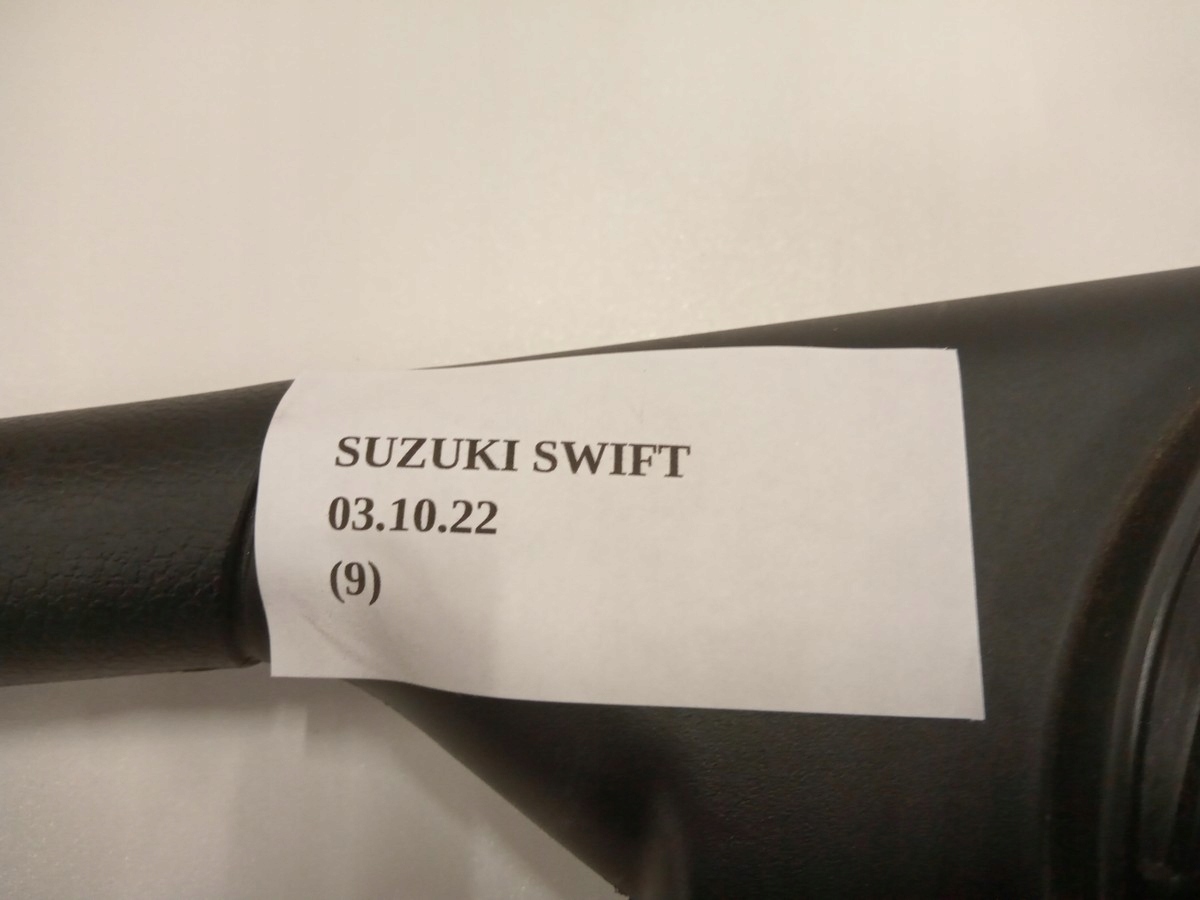 SUZUKI SWIFT
03.10.22
(9)